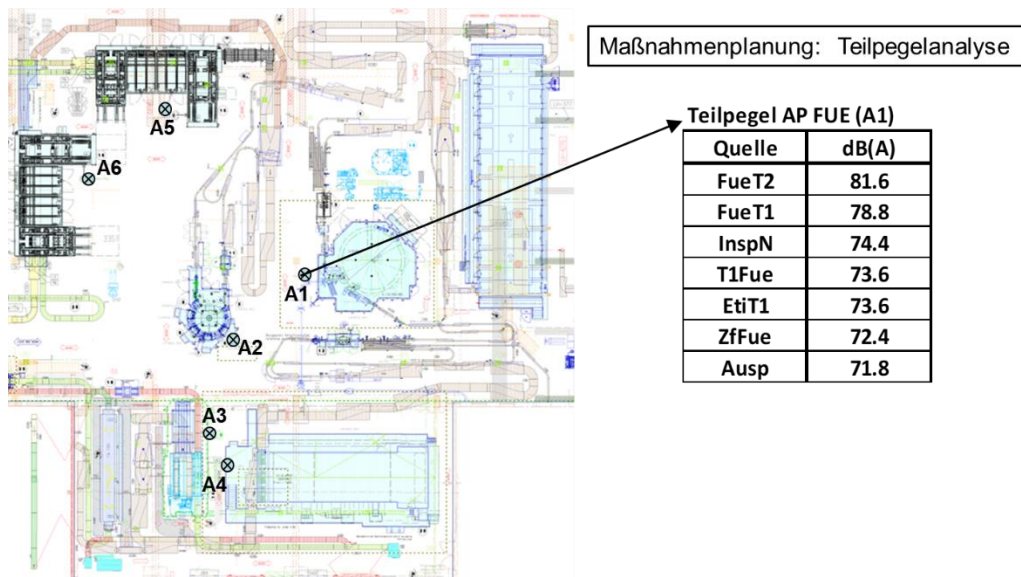 Maßnahmenplanung: Teilpegelanalyse
Teilpegel AP FUE (A1)
Quelle dB(A)
FueT2 81.6
FueT1 78.8
InspN 74.4
T1Fue 73.6
EtiT1 73.6
ZfFue 72.4
Ausp 71.8
A5
A6
A1
A2
A3
A4